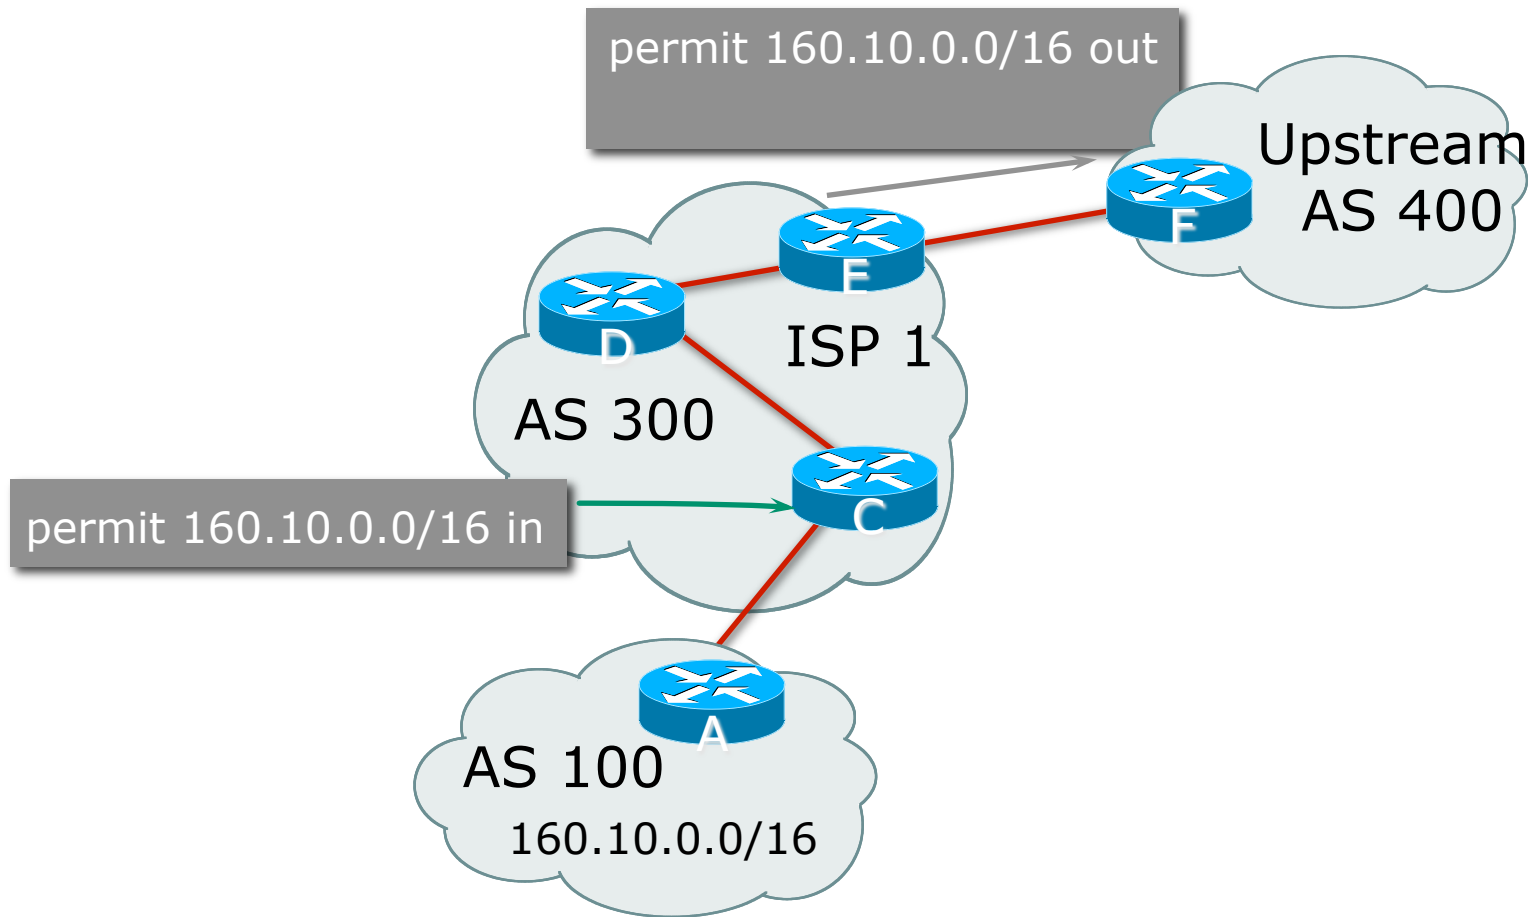 permit 160.10.0.0/16 out
Upstream
AS 400
F
E
D
ISP 1
AS 300
C
permit 160.10.0.0/16 in
A
AS 100
160.10.0.0/16